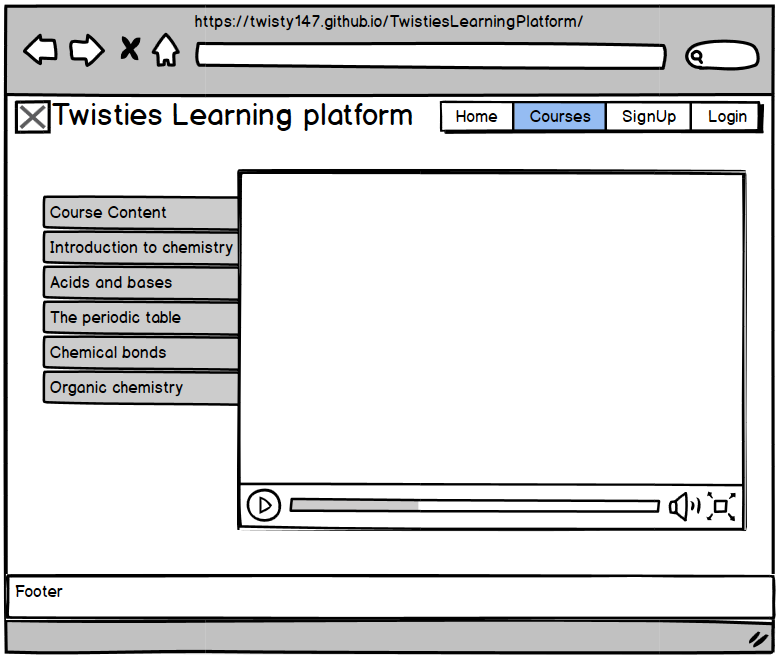 https://twisty147.github.io/TwistiesLearningPlatform/
Twisties Learning platform
Home Courses SignUp Login
Course Content
Introduction to chemistry
Acids and bases
The periodic table
Chemical bonds
Organic chemistry
Footer